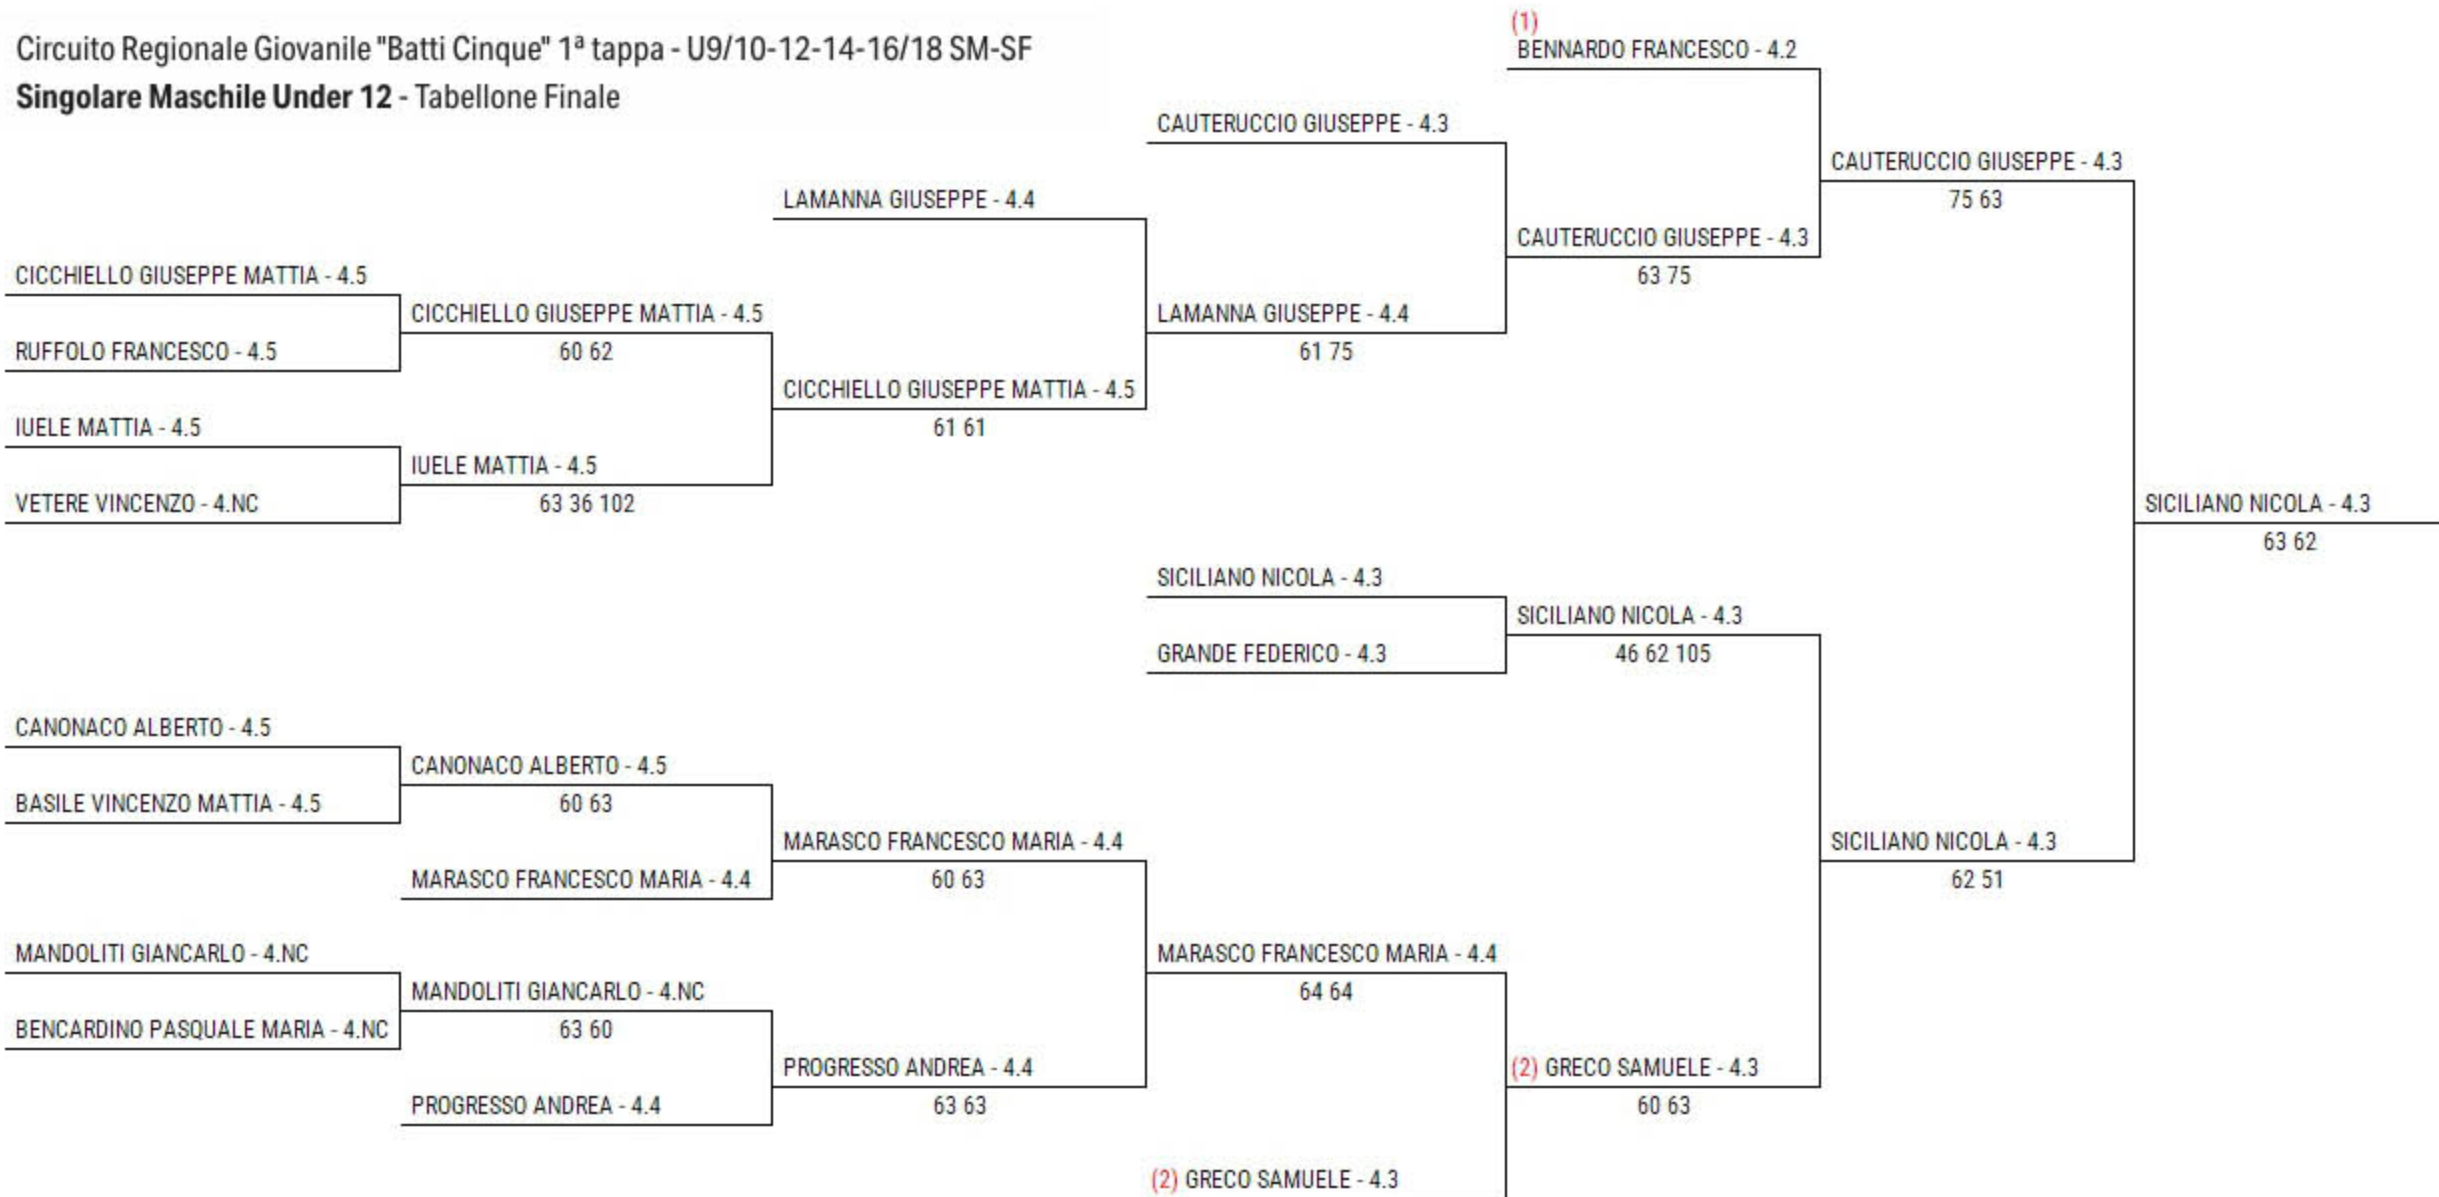 Circuito Regionale Giovanile "Batti Cinque" 1ª tappa - U9/10-12-14-16/18 SM-SF
Singolare Maschile Under 12 - Tabellone Finale
CICCHIELLO GIUSEPPE MATTIA - 4.5
RUFFOLO FRANCESCO - 4.5
IUELE MATTIA - 4.5
VETERE VINCENZO - 4.NC
CANONACO ALBERTO - 4.5
BASILE VINCENZO MATTIA - 4.5
MANDOLITI GIANCARLO - 4.NC
BENCARDINO PASQUALE MARIA - 4.NC
CICCHIELLO GIUSEPPE MATTIA - 4.5
60 62
IUELE MATTIA - 4.5
63 36 102
CANONACO ALBERTO - 4.5
60 63
MARASCO FRANCESCO MARIA - 4.4
MANDOLITI GIANCARLO - 4.NC
63 60
PROGRESSO ANDREA - 4.4
LAMANNA GIUSEPPE - 4.4
CICCHIELLO GIUSEPPE MATTIA - 4.5
61 61
MARASCO FRANCESCO MARIA - 4.4
60 63
PROGRESSO ANDREA - 4.4
63 63
CAUTERUCCIO GIUSEPPE - 4.3
LAMANNA GIUSEPPE - 4.4
61 75
SICILIANO NICOLA - 4.3
GRANDE FEDERICO - 4.3
MARASCO FRANCESCO MARIA - 4.4
64 64
(2) GRECO SAMUELE - 4.3
(1)
BENNARDO FRANCESCO - 4.2
CAUTERUCCIO GIUSEPPE - 4.3
63 75
SICILIANO NICOLA - 4.3
46 62 105
(2) GRECO SAMUELE - 4.3
60 63
CAUTERUCCIO GIUSEPPE - 4.3
75 63
SICILIANO NICOLA - 4.3
62 51
SICILIANO NICOLA - 4.3
63 62